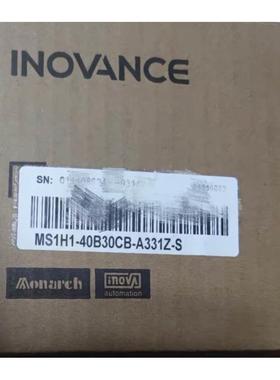 INOVANCE
SN:
MS1H1-40B30CB-A331Z-S
Monarch
inovA
automation